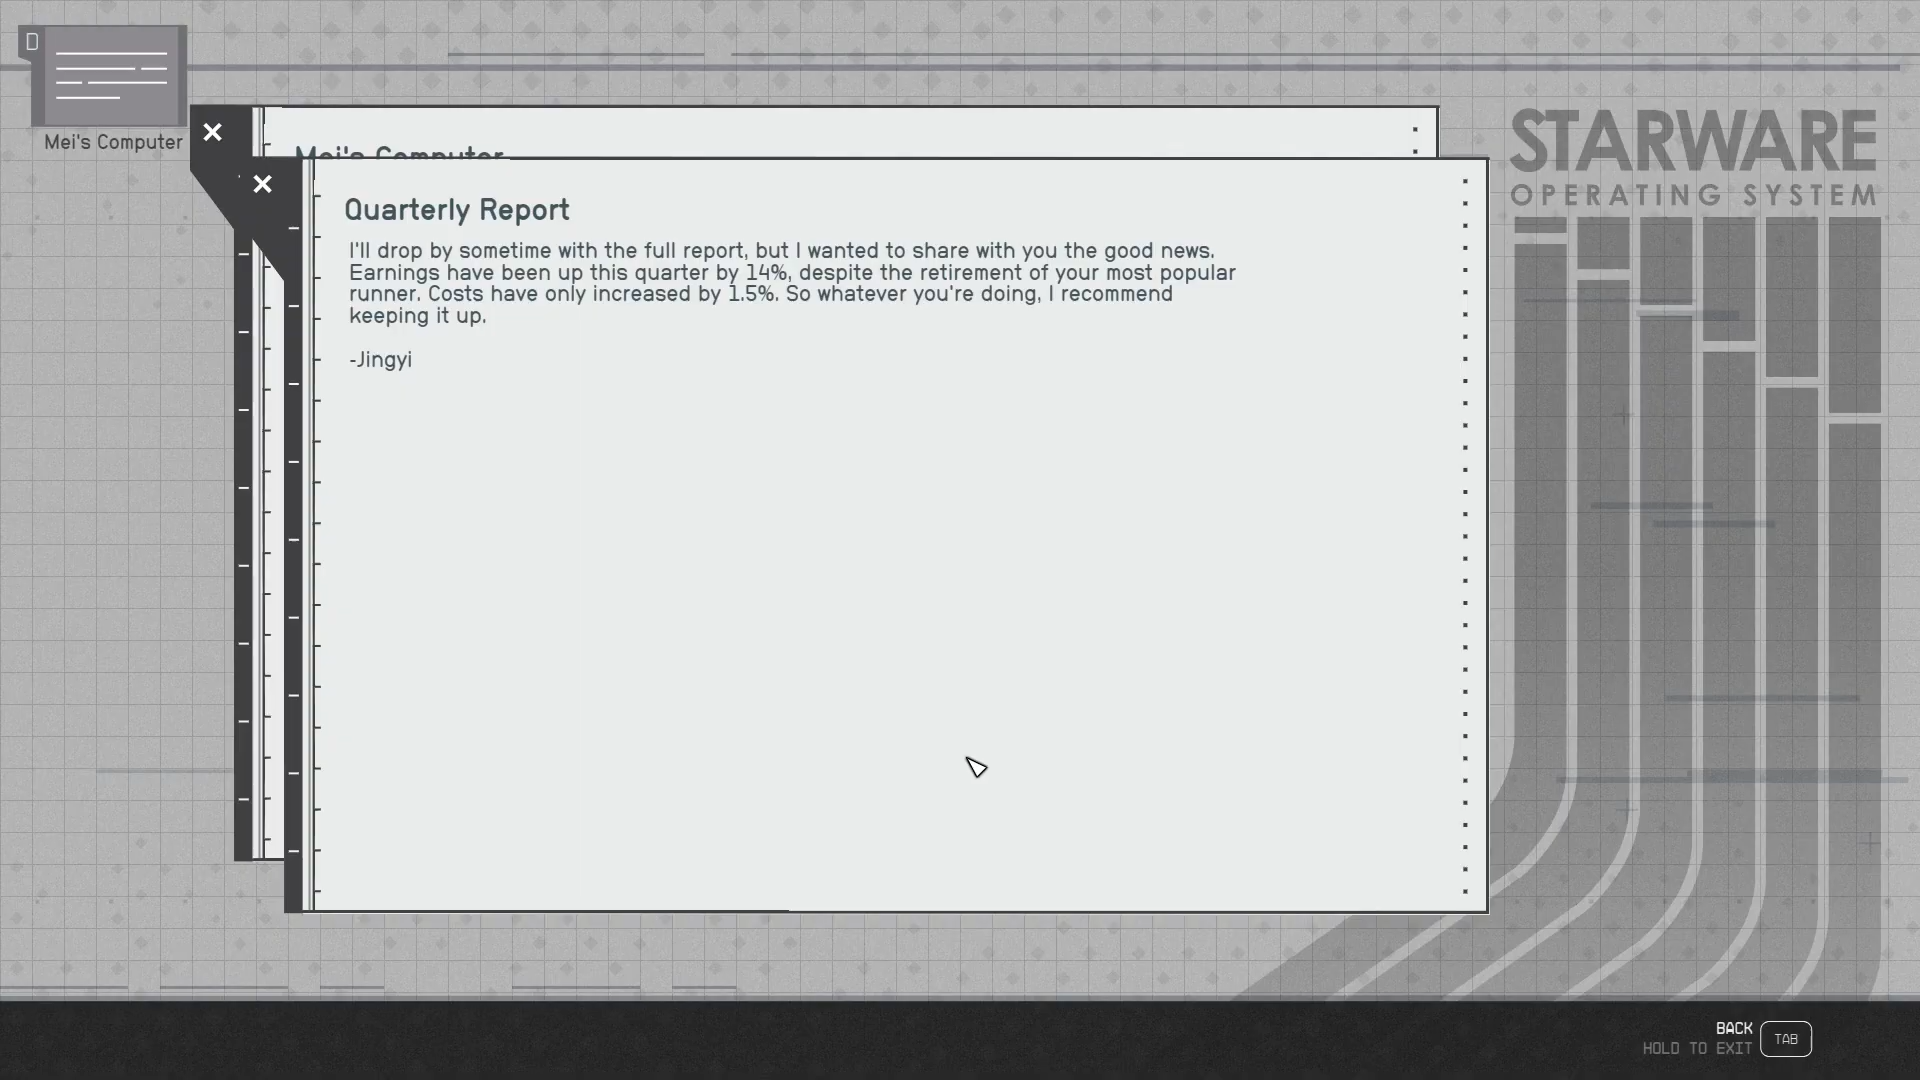 D
Mei's Computer
Mei's Computer
STARWARE
OPERATING SYSTEM
Quarterly Report
I'll drop by sometime with the full report, but I wanted to share with you the good news.
Earnings have been up this quarter by 14%, despite the retirement of your most popular
runner. Costs have only increased by 1.5%. So whatever you're doing, I recommend
keeping it up.
-Jingyi
BACK
HOLD TO EXIT
TAB